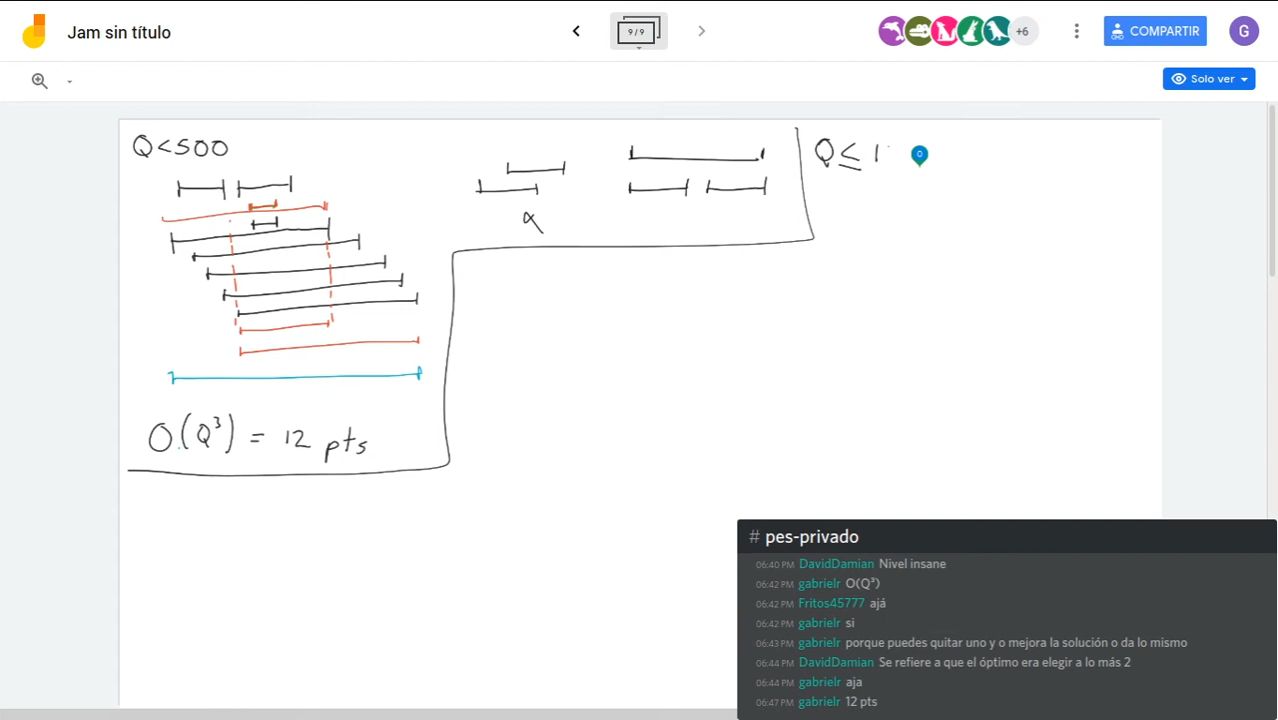 Jam sin título
9/9
+6
COMPARTIR
G
Solo ver
Q<500
α
Q ≤ 1
O(Q³) = 12 pts
# pes-privado
06:40 PM DavidDamian Nivel insane
06:42 PM gabrielr O(Q³)
06:42 PM Fritos45777 ajá
06:42 PM gabrielr si
06:43 PM gabrielr porque puedes quitar uno y o mejora la solución o da lo mismo
06:44 PM DavidDamian Se refiere a que el óptimo era elegir a lo más 2
06:44 PM gabrielr aja
06:47 PM gabrielr 12 pts